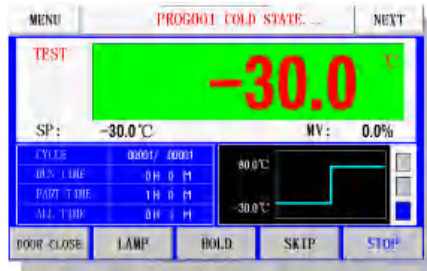 MENU PROG001 COLD STATE... NEXT
TEST
-30.0 ℃
SP: -30.0℃ MV: 0.0%
CYCLE 00001/ 00001
RUN TIME 0H 0 M
PART TIME 1H 0 M
ALL TIME 0H M
80.0℃
-30.0℃
DOOR CLOSE LAMP HOLD SKIP STOP